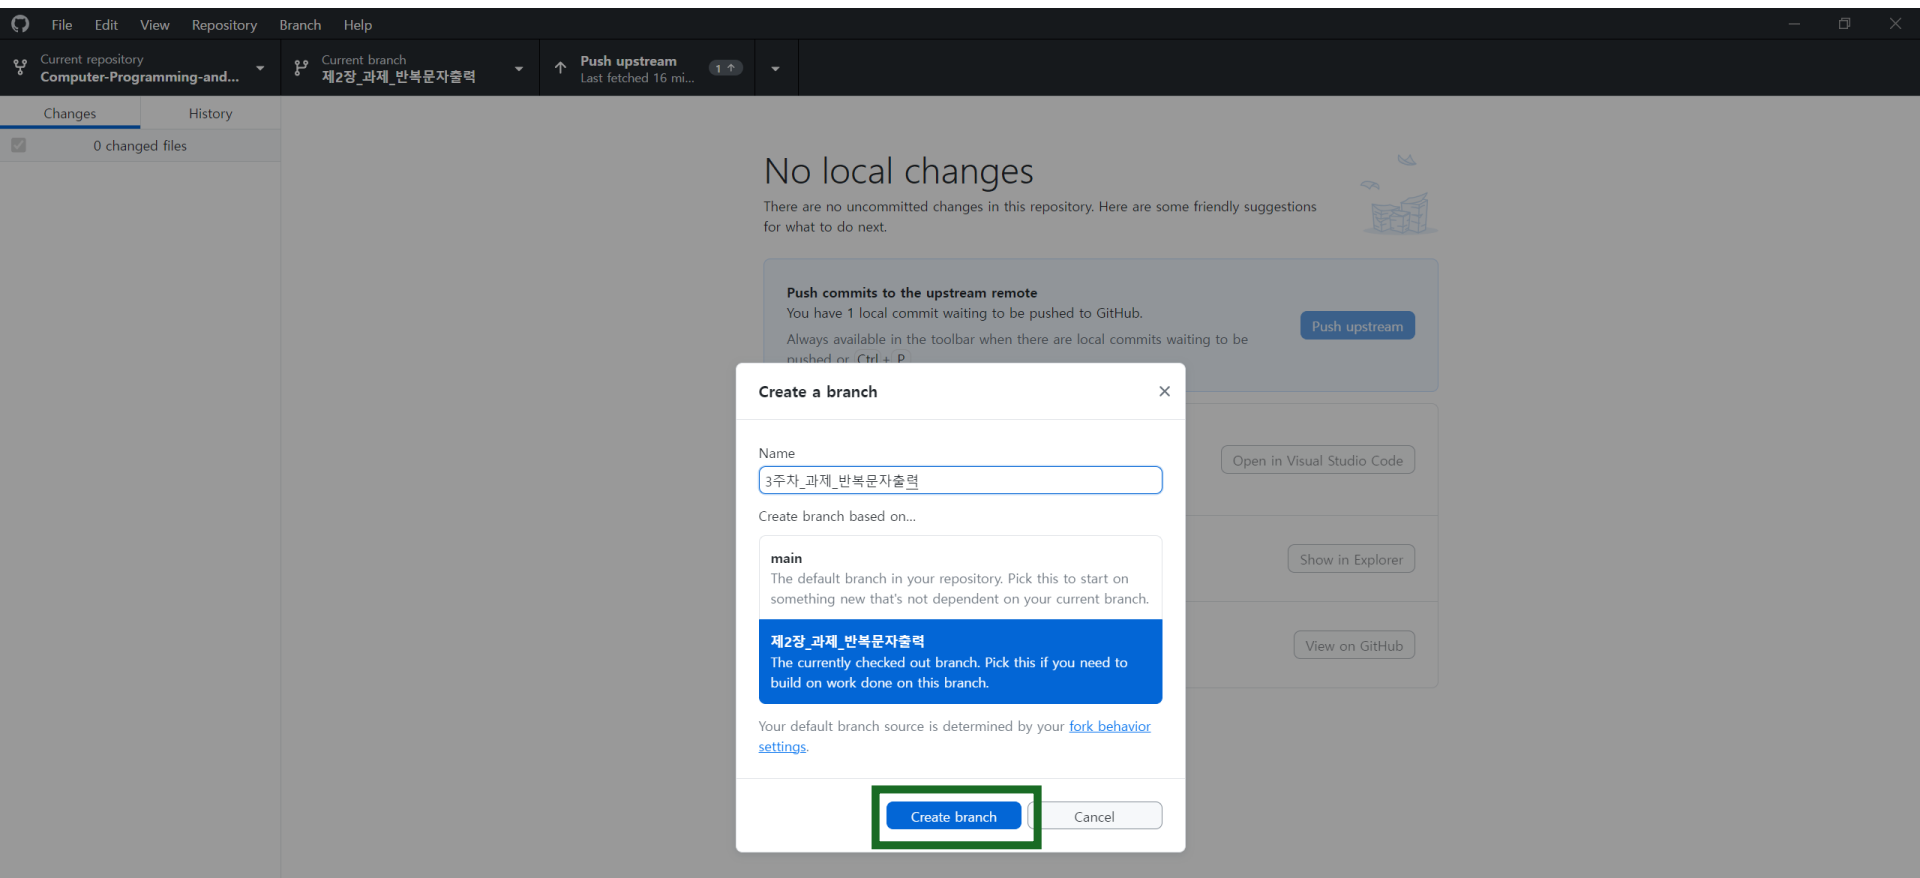 File Edit View Repository Branch Help
Current repository
Computer-Programming-and...
Current branch
제2장_과제_반복문자출력
Push upstream
Last fetched 16 mi...
1
Changes History
0 changed files
No local changes
There are no uncommitted changes in this repository. Here are some friendly suggestions
for what to do next.
Push commits to the upstream remote
You have 1 local commit waiting to be pushed to GitHub.
Always available in the toolbar when there are local commits waiting to be
pushed or Ctrl + P
Push upstream
Open in Visual Studio Code
Show in Explorer
View on GitHub
Create a branch
Name
3주차_과제_반복문자출력
Create branch based on...
main
The default branch in your repository. Pick this to start on
something new that's not dependent on your current branch.
제2장_과제_반복문자출력
The currently checked out branch. Pick this if you need to
build on work done on this branch.
Your default branch source is determined by your fork behavior
settings.
Create branch
Cancel